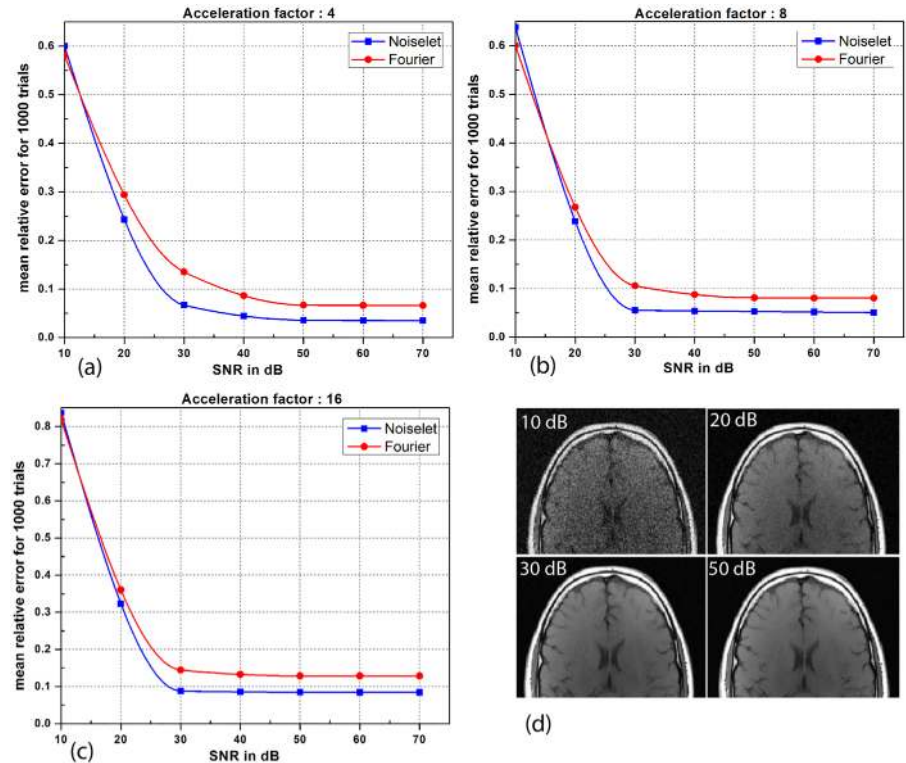 Acceleration factor : 4
0.6
0.5
0.4
0.3
0.2
0.1
0.0
mean relative error for 1000 trials
Noiselet
Fourier
10 20 30 40 50 60 70
SNR in dB
(a)
Acceleration factor : 8
0.6
0.5
0.4
0.3
0.2
0.1
0.0
mean relative error for 1000 trials
Noiselet
Fourier
10 20 30 40 50 60 70
SNR in dB
(b)
Acceleration factor : 16
0.8
0.7
0.6
0.5
0.4
0.3
0.2
0.1
0.0
mean relative error for 1000 trials
Noiselet
Fourier
10 20 30 40 50 60 70
SNR in dB
(c)
10 dB
20 dB
30 dB
50 dB
(d)